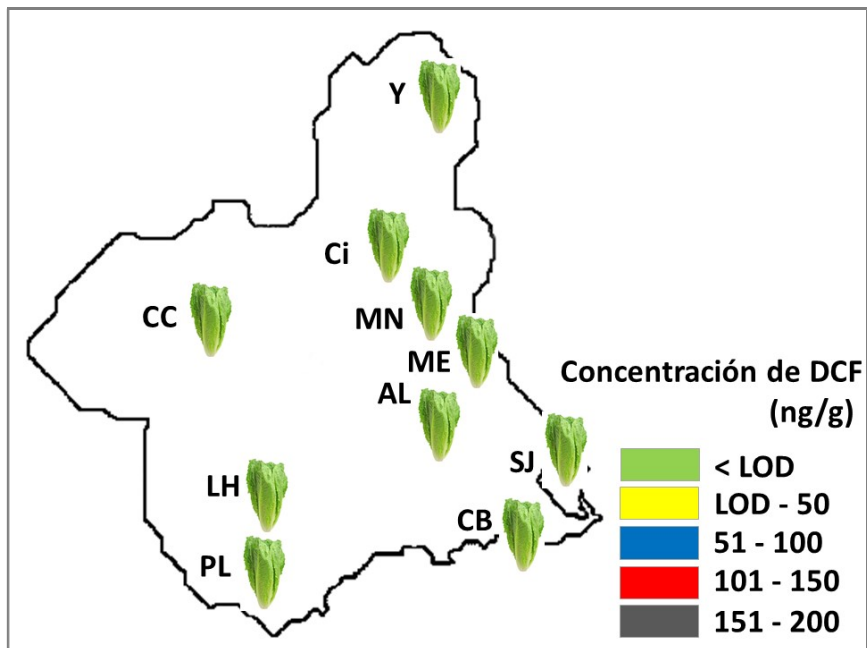 Y
Ci
CC
MN
ME
AL
Concentración de DCF
(ng/g)
SJ
< LOD
LH
LOD - 50
CB
51 - 100
PL
101 - 150
151 - 200